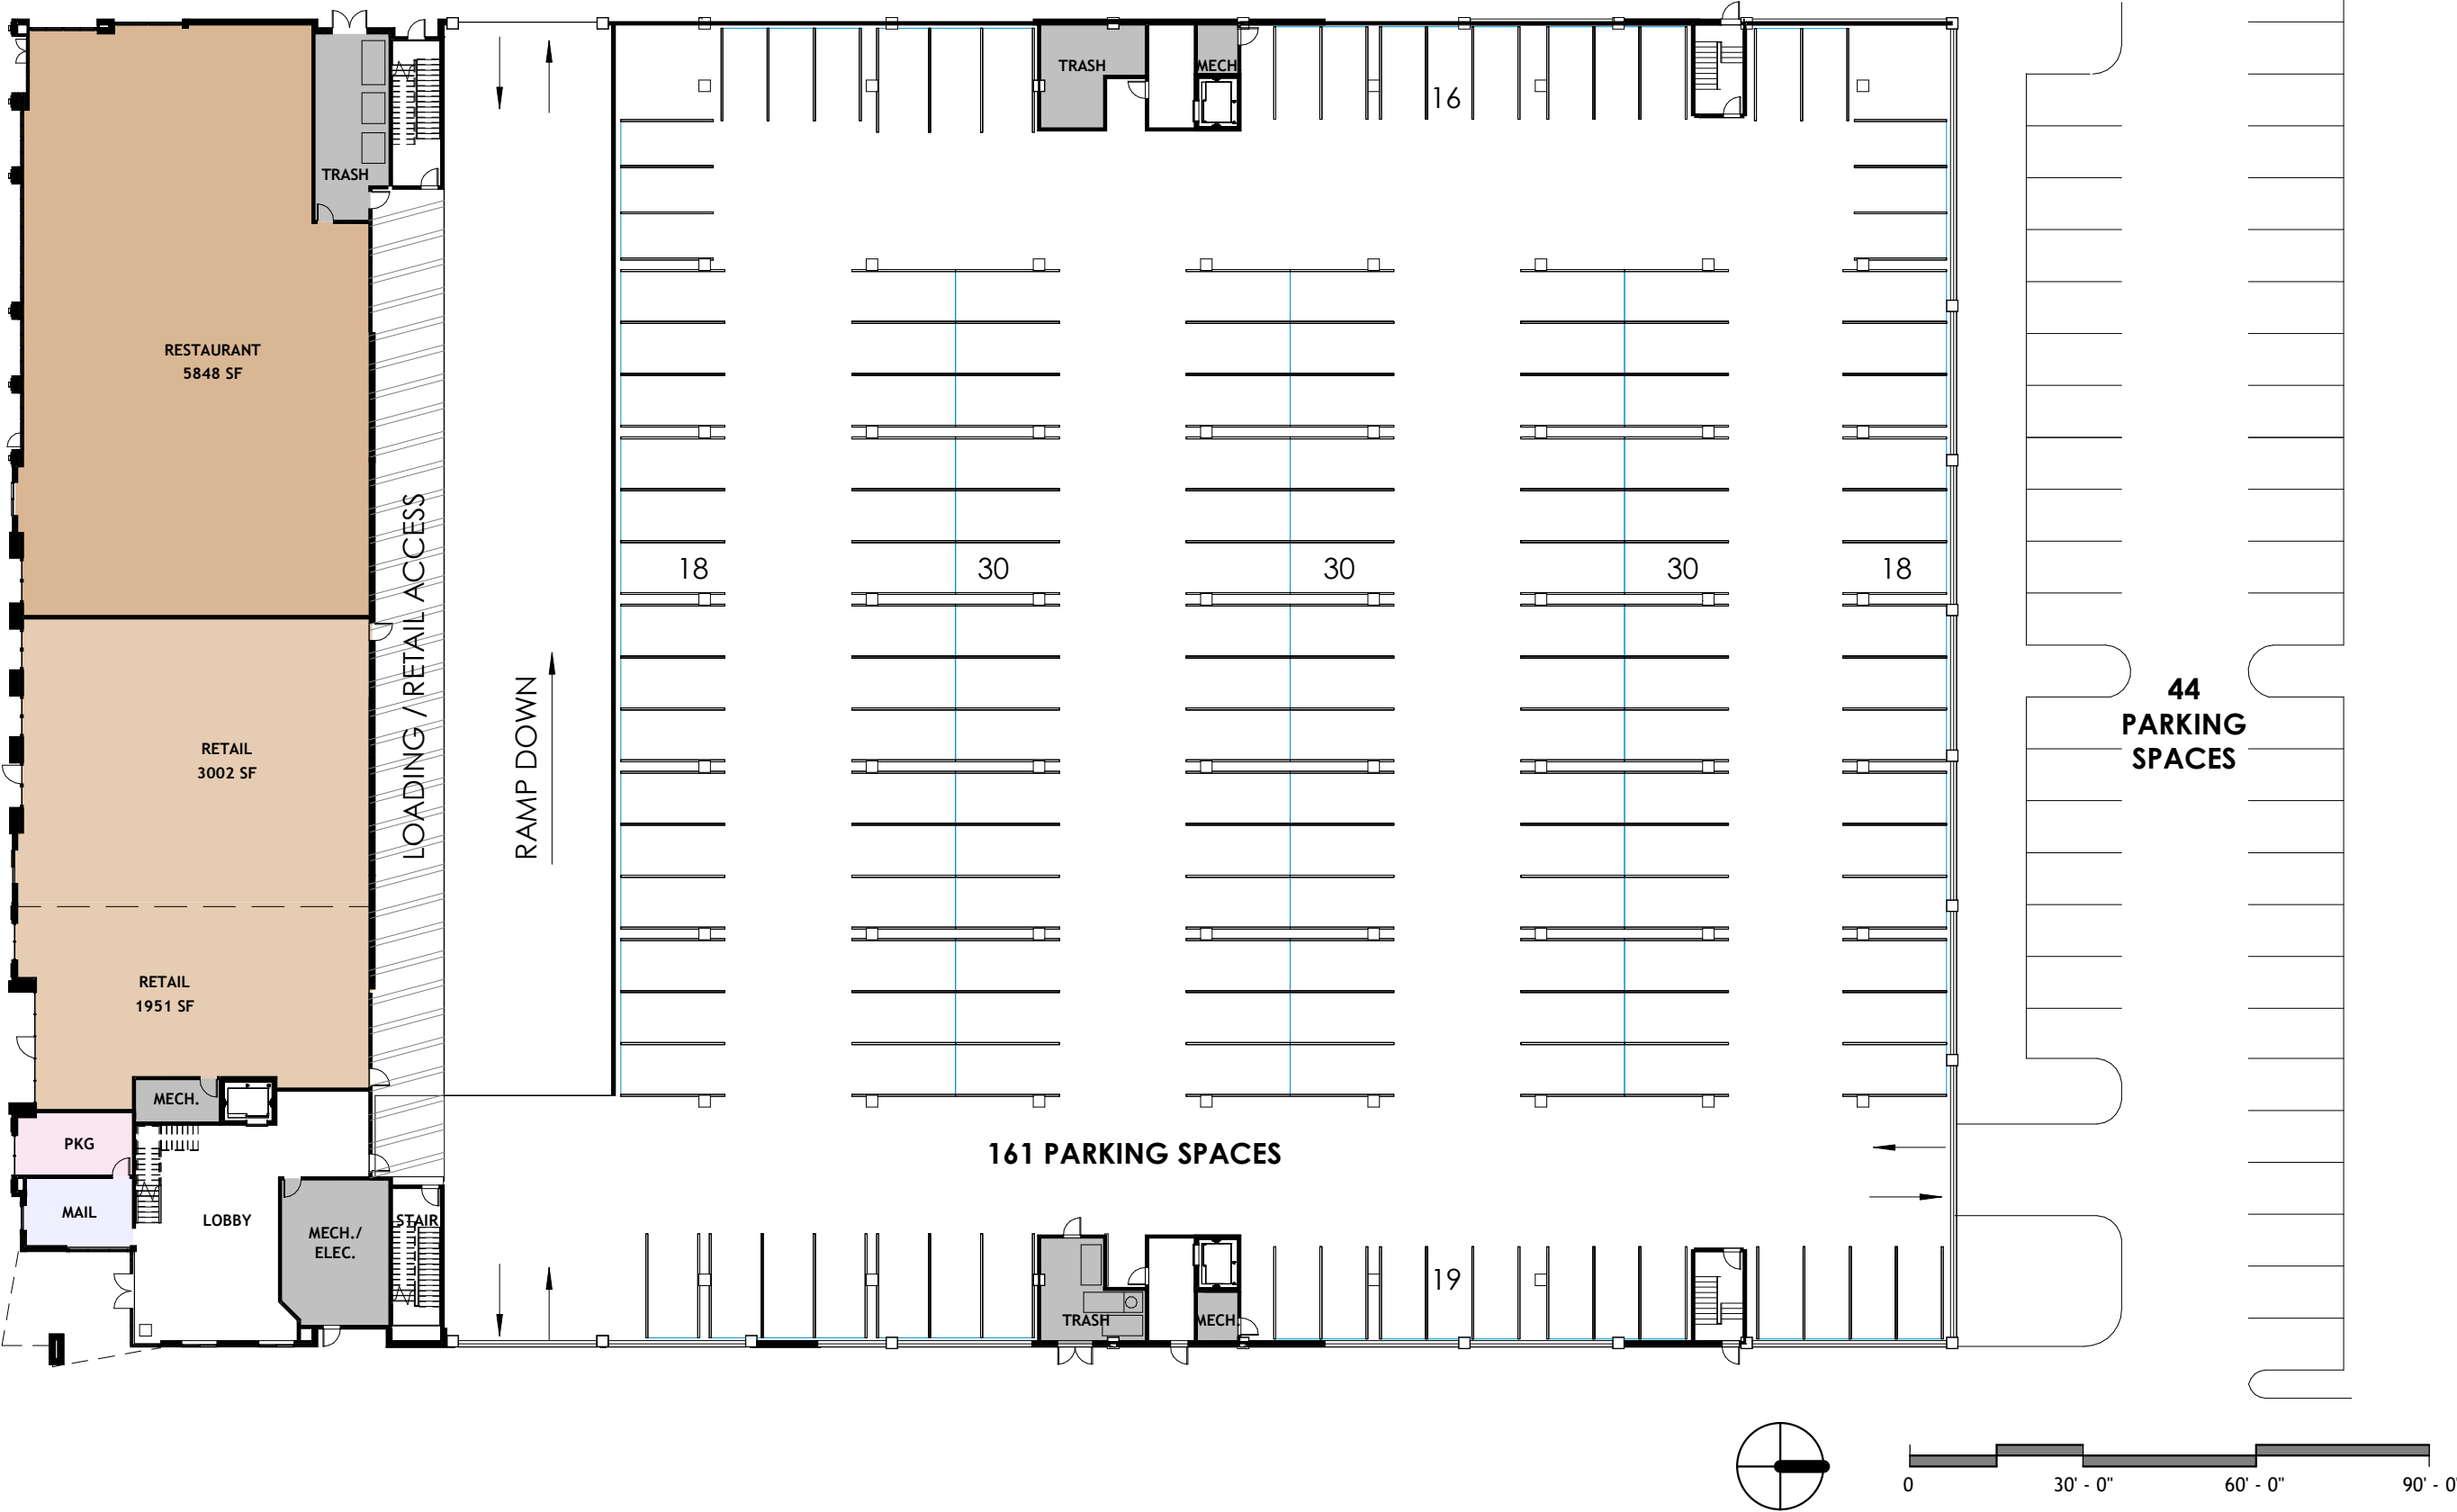 TRASH
MECH.
16
TRASH
RESTAURANT
5848 SF
LOADING / RETAIL ACCESS
18
30
30
30
18
RAMP DOWN
44
PARKING
SPACES
RETAIL
3002 SF
RETAIL
1951 SF
MECH.
PKG
161 PARKING SPACES
MAIL
LOBBY
STAIR
MECH./
ELEC.
19
TRASH
MECH.
0
30' - 0"
60' - 0"
90' - 0"